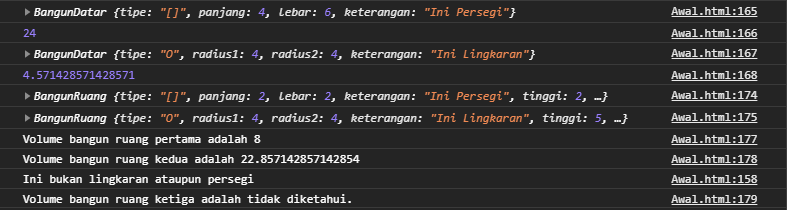 ▶BangunDatar {tipe: "[]", panjang: 4, lebar: 6, keterangan: "Ini Persegi"} Awal.html:165
24 Awal.html:166
▶BangunDatar {tipe: "O", radius1: 4, radius2: 4, keterangan: "Ini Lingkaran"} Awal.html:167
4.571428571428571 Awal.html:168
▶BangunRuang {tipe: "[]", panjang: 2, lebar: 2, keterangan: "Ini Persegi", tinggi: 2, …} Awal.html:174
▶BangunRuang {tipe: "O", radius1: 4, radius2: 4, keterangan: "Ini Lingkaran", tinggi: 5, …} Awal.html:175
Volume bangun ruang pertama adalah 8 Awal.html:177
Volume bangun ruang kedua adalah 22.857142857142854 Awal.html:178
Ini bukan lingkaran ataupun persegi Awal.html:158
Volume bangun ruang ketiga adalah tidak diketahui. Awal.html:179